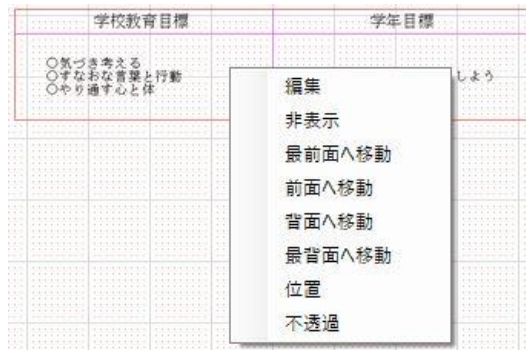 学校教育目標
学年目標
○気づき考える
○すなおな言葉と行動
○やり通す心と体
しよう
編集
非表示
最前面へ移動
前面へ移動
背面へ移動
最背面へ移動
位置
不透過